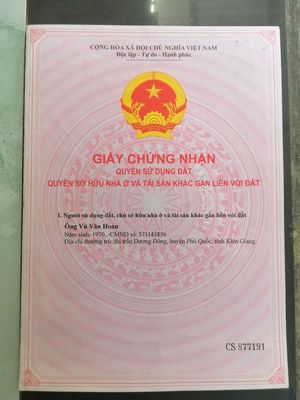 CỘNG HÒA XÃ HỘI CHỦ NGHĨA VIỆT NAM
Độc lập - Tự do - Hạnh phúc
VIỆT NAM
GIẤY CHỨNG NHẬN
QUYỀN SỬ DỤNG ĐẤT
QUYỀN SỞ HỮU NHÀ Ở VÀ TÀI SẢN KHÁC GẮN LIỀN VỚI ĐẤT
I. Người sử dụng đất, chủ sở hữu nhà ở và tài sản khác gắn liền với đất
Ông Vũ Văn Hoan
Năm sinh: 1970, -CMND số: 371145856
Địa chỉ thường trú: thị trấn Dương Đông, huyện Phú Quốc, tỉnh Kiên Giang.
CS 877191